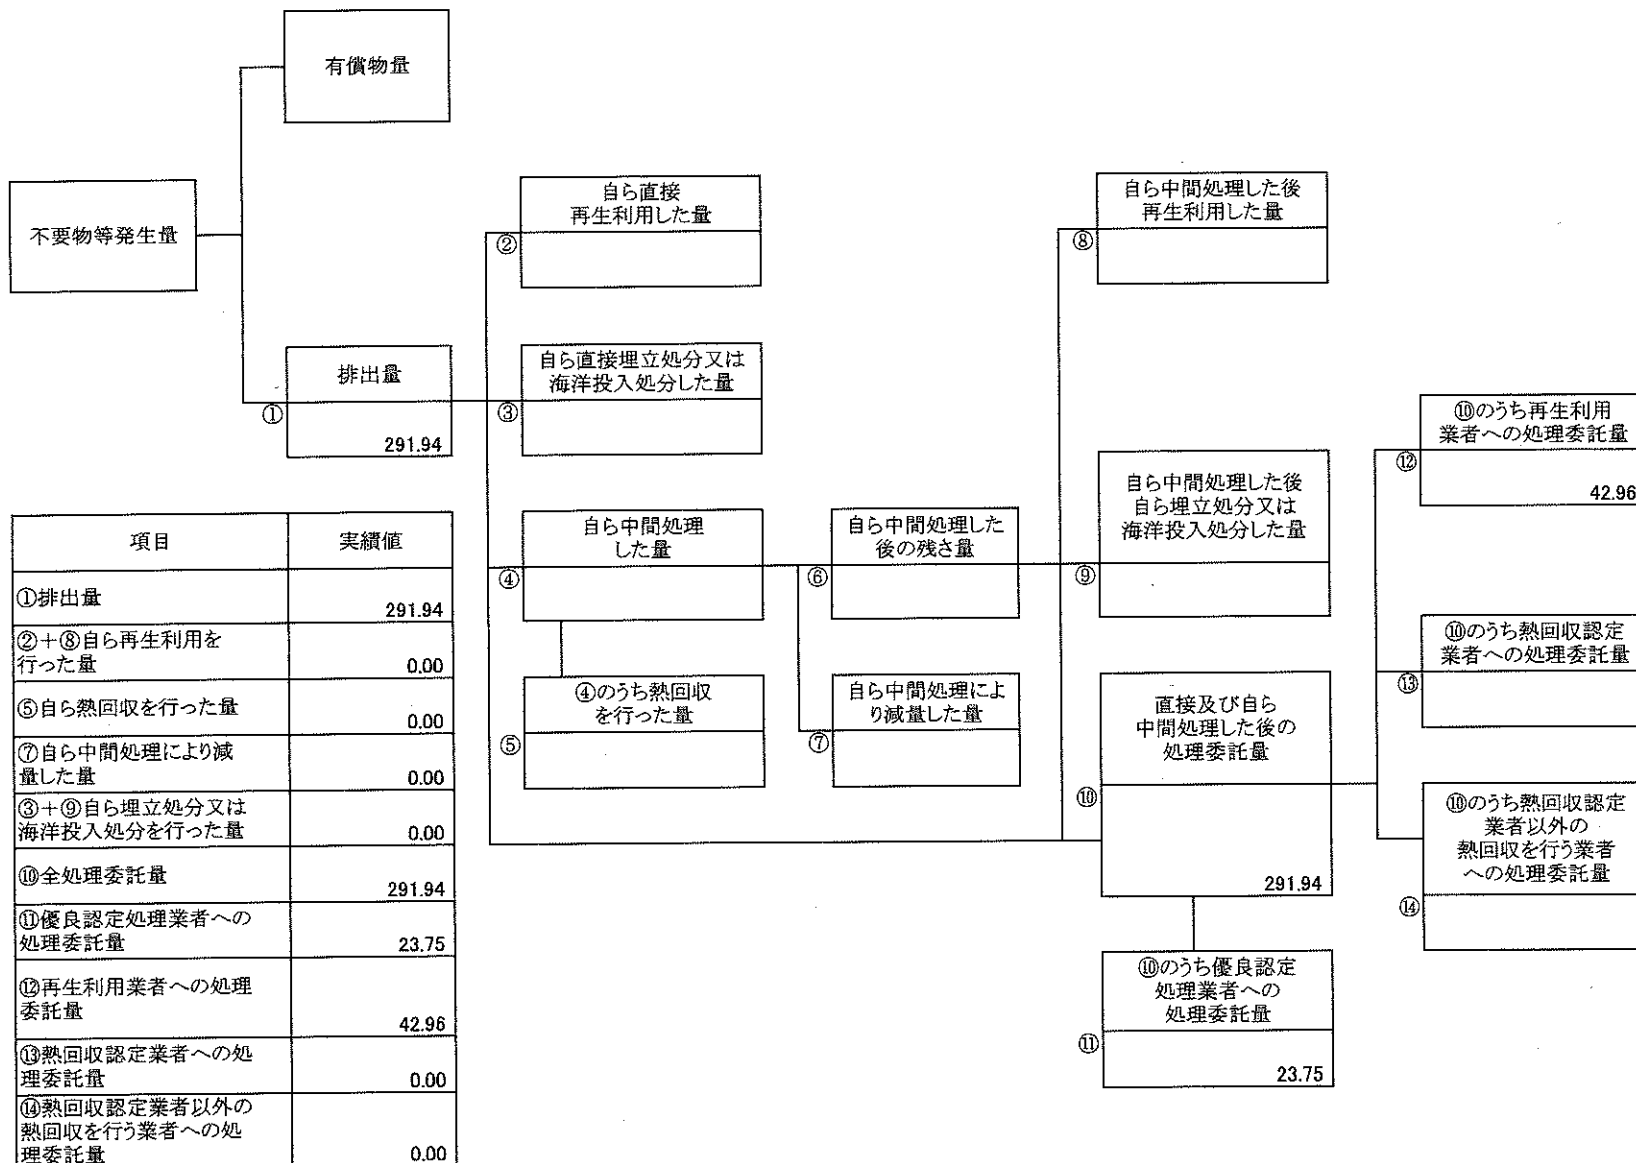 有償物量
不要物等発生量
排出量
①
291.94
自ら直接
再生利用した量
②
自ら直接埋立処分又は
海洋投入処分した量
③
自ら中間処理
した量
④
④のうち熱回収
を行った量
⑤
自ら中間処理した
後の残さ量
⑥
自ら中間処理によ
り減量した量
⑦
自ら中間処理した後
再生利用した量
⑧
自ら中間処理した後
自ら埋立処分又は
海洋投入処分した量
⑨
直接及び自ら
中間処理した後の
処理委託量
⑩
291.94
⑩のうち優良認定
処理業者への
処理委託量
⑪
23.75
⑩のうち再生利用
業者への処理委託量
⑫
42.96
⑩のうち熱回収認定
業者への処理委託量
⑬
⑩のうち熱回収認定
業者以外の
熱回収を行う業者
への処理委託量
⑭
項目 実績値
①排出量 291.94
②+⑧自ら再生利用を
行った量 0.00
⑤自ら熱回収を行った量 0.00
⑦自ら中間処理により減
量した量 0.00
③+⑨自ら埋立処分又は
海洋投入処分を行った量 0.00
⑩全処理委託量 291.94
⑪優良認定処理業者への
処理委託量 23.75
⑫再生利用業者への処理
委託量 42.96
⑬熱回収認定業者への処
理委託量 0.00
⑭熱回収認定業者以外の
熱回収を行う業者への処
理委託量 0.00